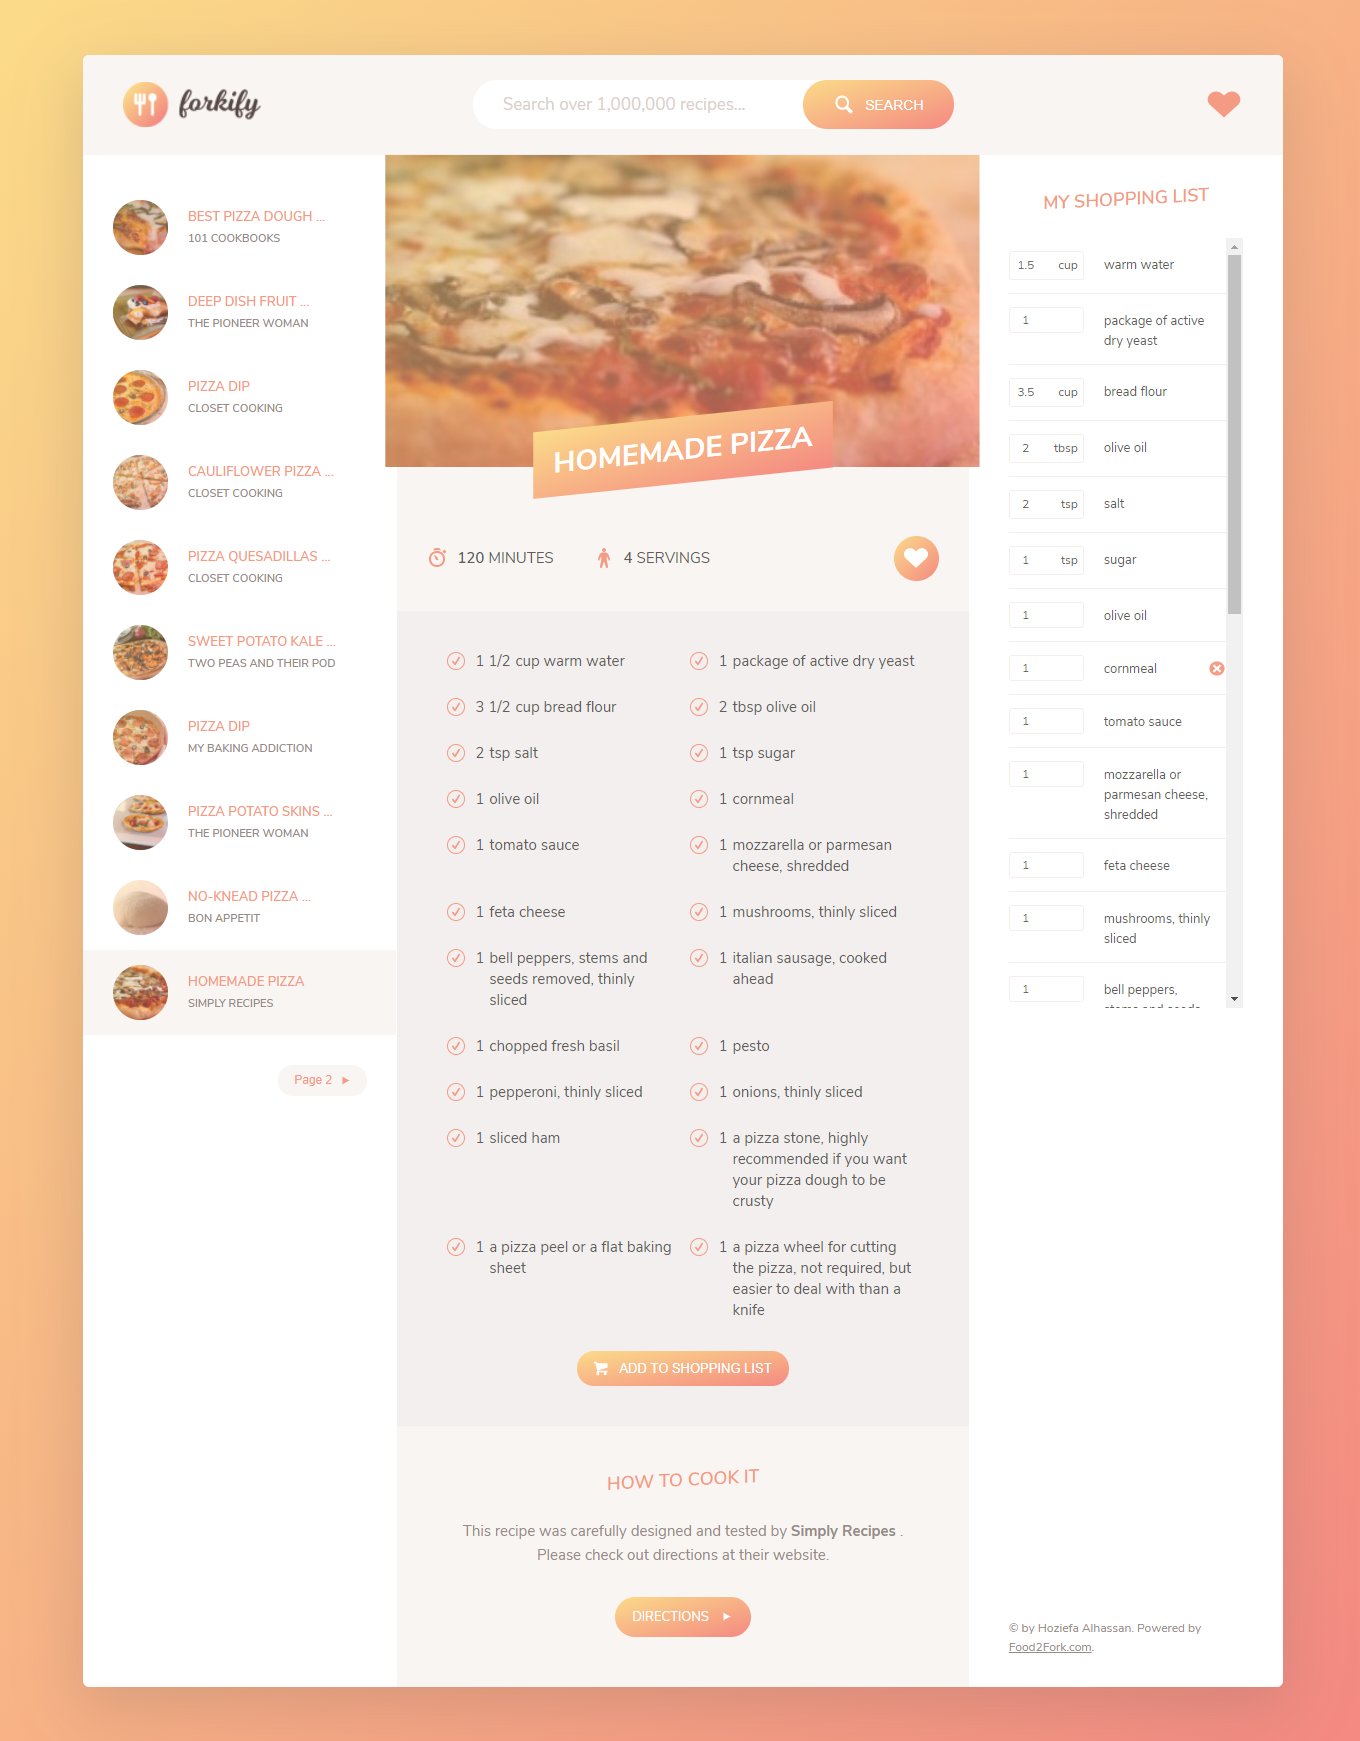 forkify
Search over 1,000,000 recipes...
SEARCH
BEST PIZZA DOUGH ...
101 COOKBOOKS
DEEP DISH FRUIT ...
THE PIONEER WOMAN
PIZZA DIP
CLOSET COOKING
CAULIFLOWER PIZZA ...
CLOSET COOKING
PIZZA QUESADILLAS ...
CLOSET COOKING
SWEET POTATO KALE ...
TWO PEAS AND THEIR POD
PIZZA DIP
MY BAKING ADDICTION
PIZZA POTATO SKINS ...
THE PIONEER WOMAN
NO-KNEAD PIZZA ...
BON APPETIT
HOMEMADE PIZZA
SIMPLY RECIPES
Page 2
HOMEMADE PIZZA
120 MINUTES
4 SERVINGS
1 1/2 cup warm water
1 package of active dry yeast
3 1/2 cup bread flour
2 tbsp olive oil
2 tsp salt
1 tsp sugar
1 olive oil
1 cornmeal
1 tomato sauce
1 mozzarella or parmesan
cheese, shredded
1 feta cheese
1 mushrooms, thinly sliced
1 bell peppers, stems and
seeds removed, thinly
sliced
1 italian sausage, cooked
ahead
1 chopped fresh basil
1 pesto
1 pepperoni, thinly sliced
1 onions, thinly sliced
1 sliced ham
1 a pizza stone, highly
recommended if you want
your pizza dough to be
crusty
1 a pizza peel or a flat baking
sheet
1 a pizza wheel for cutting
the pizza, not required, but
easier to deal with than a
knife
ADD TO SHOPPING LIST
HOW TO COOK IT
This recipe was carefully designed and tested by Simply Recipes .
Please check out directions at their website.
DIRECTIONS
MY SHOPPING LIST
1.5 cup warm water
1 package of active
dry yeast
3.5 cup bread flour
2 tbsp olive oil
2 tsp salt
1 tsp sugar
1 olive oil
1 cornmeal
1 tomato sauce
1 mozzarella or
parmesan cheese,
shredded
1 feta cheese
1 mushrooms, thinly
sliced
1 bell peppers,
stems and seeds
© by Hoziefa Alhassan. Powered by
Food2Fork.com.